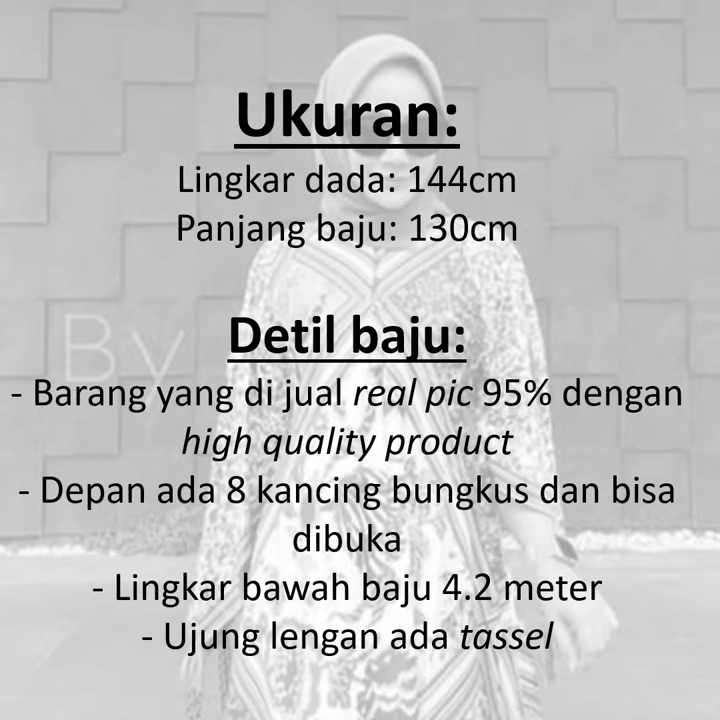 Ukuran:
Lingkar dada: 144cm
Panjang baju: 130cm
Detil baju:
- Barang yang di jual real pic 95% dengan
high quality product
- Depan ada 8 kancing bungkus dan bisa
dibuka
- Lingkar bawah baju 4.2 meter
- Ujung lengan ada tassel
By